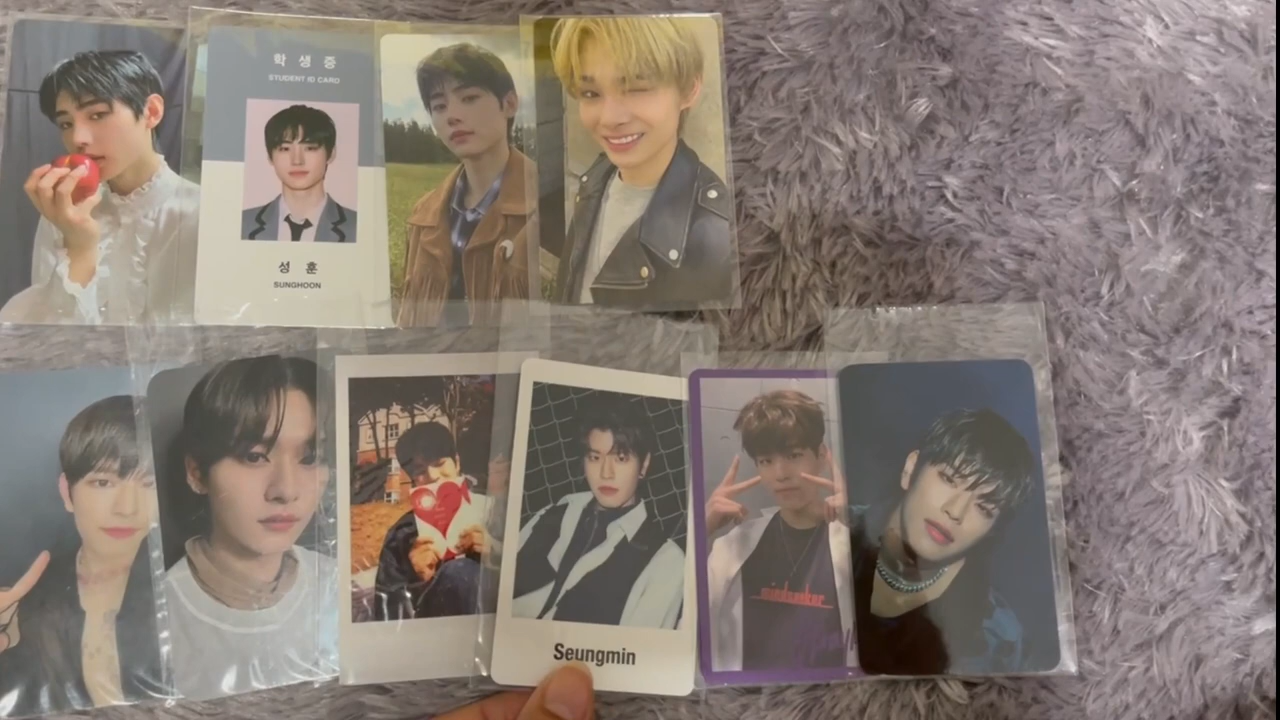 학 생 증
STUDENT ID CARD
성 훈
SUNGHOON
Seungmin